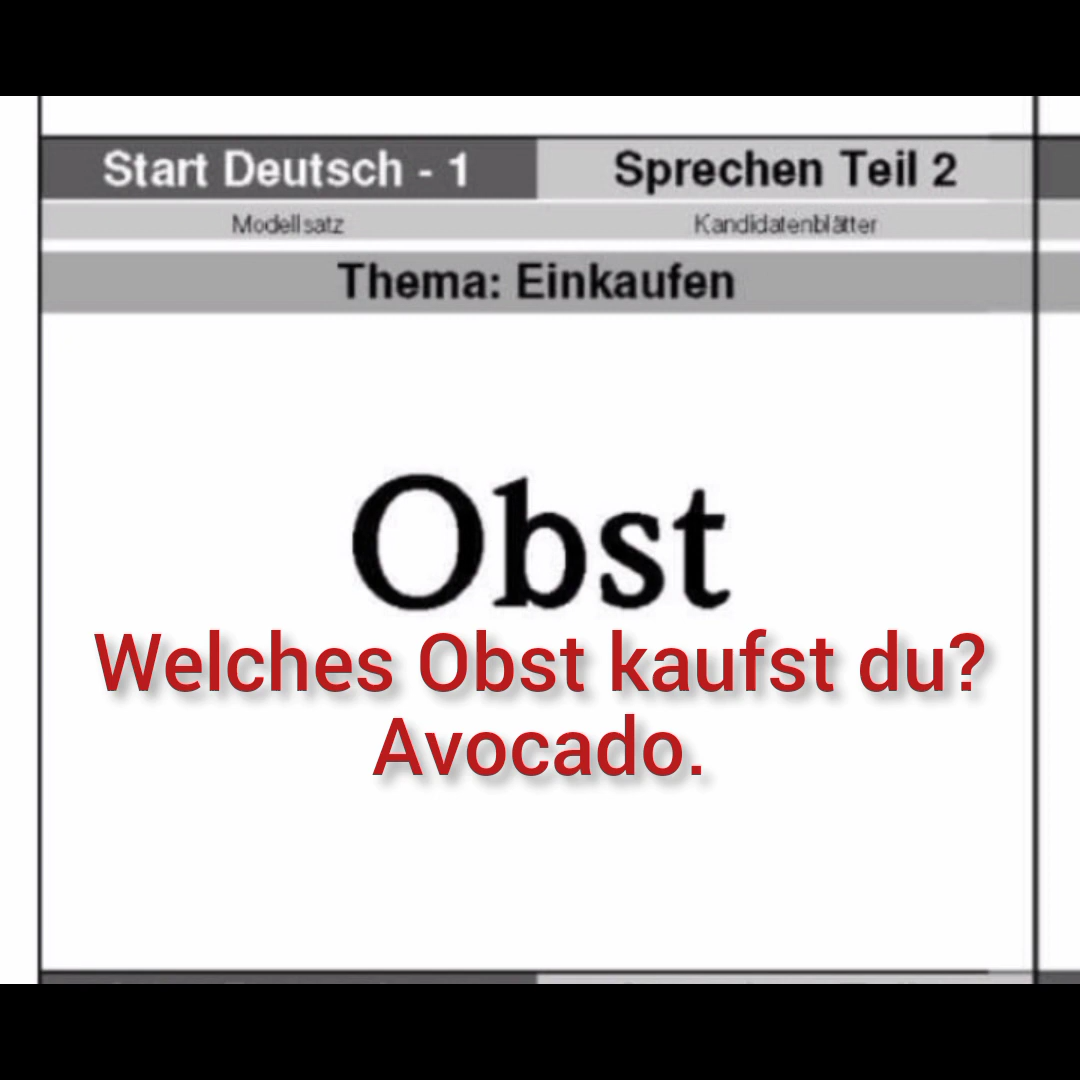 Start Deutsch - 1
Sprechen Teil 2
Modellsatz
Kandidatenblätter
Thema: Einkaufen
Obst
Welches Obst kaufst du?
Avocado.